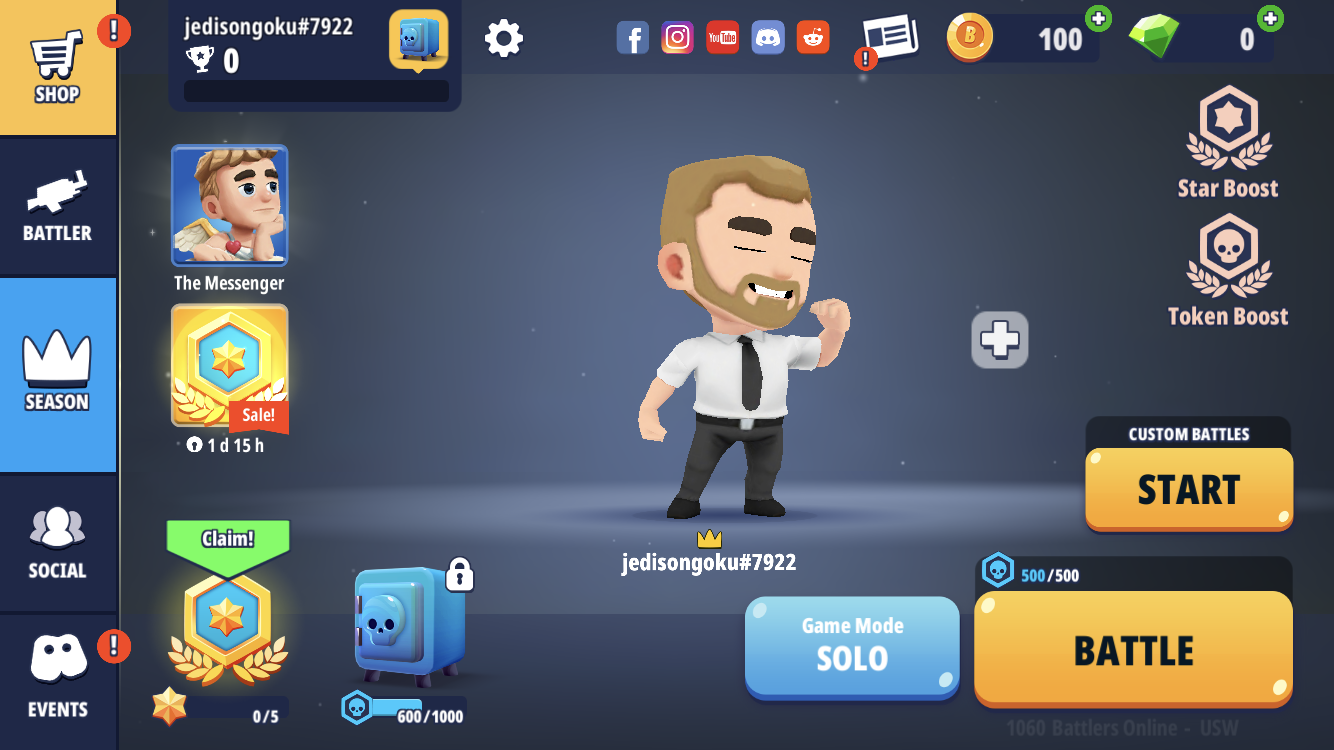 jedisongoku#7922
0
SHOP
You Tube
100
0
BATTLER
The Messenger
Star Boost
Token Boost
SEASON
Sale!
1 d 15 h
CUSTOM BATTLES
START
Claim!
SOCIAL
jedisongoku#7922
500/500
Game Mode
SOLO
BATTLE
EVENTS
0/5
600/1000
1060 Battlers Online - USW